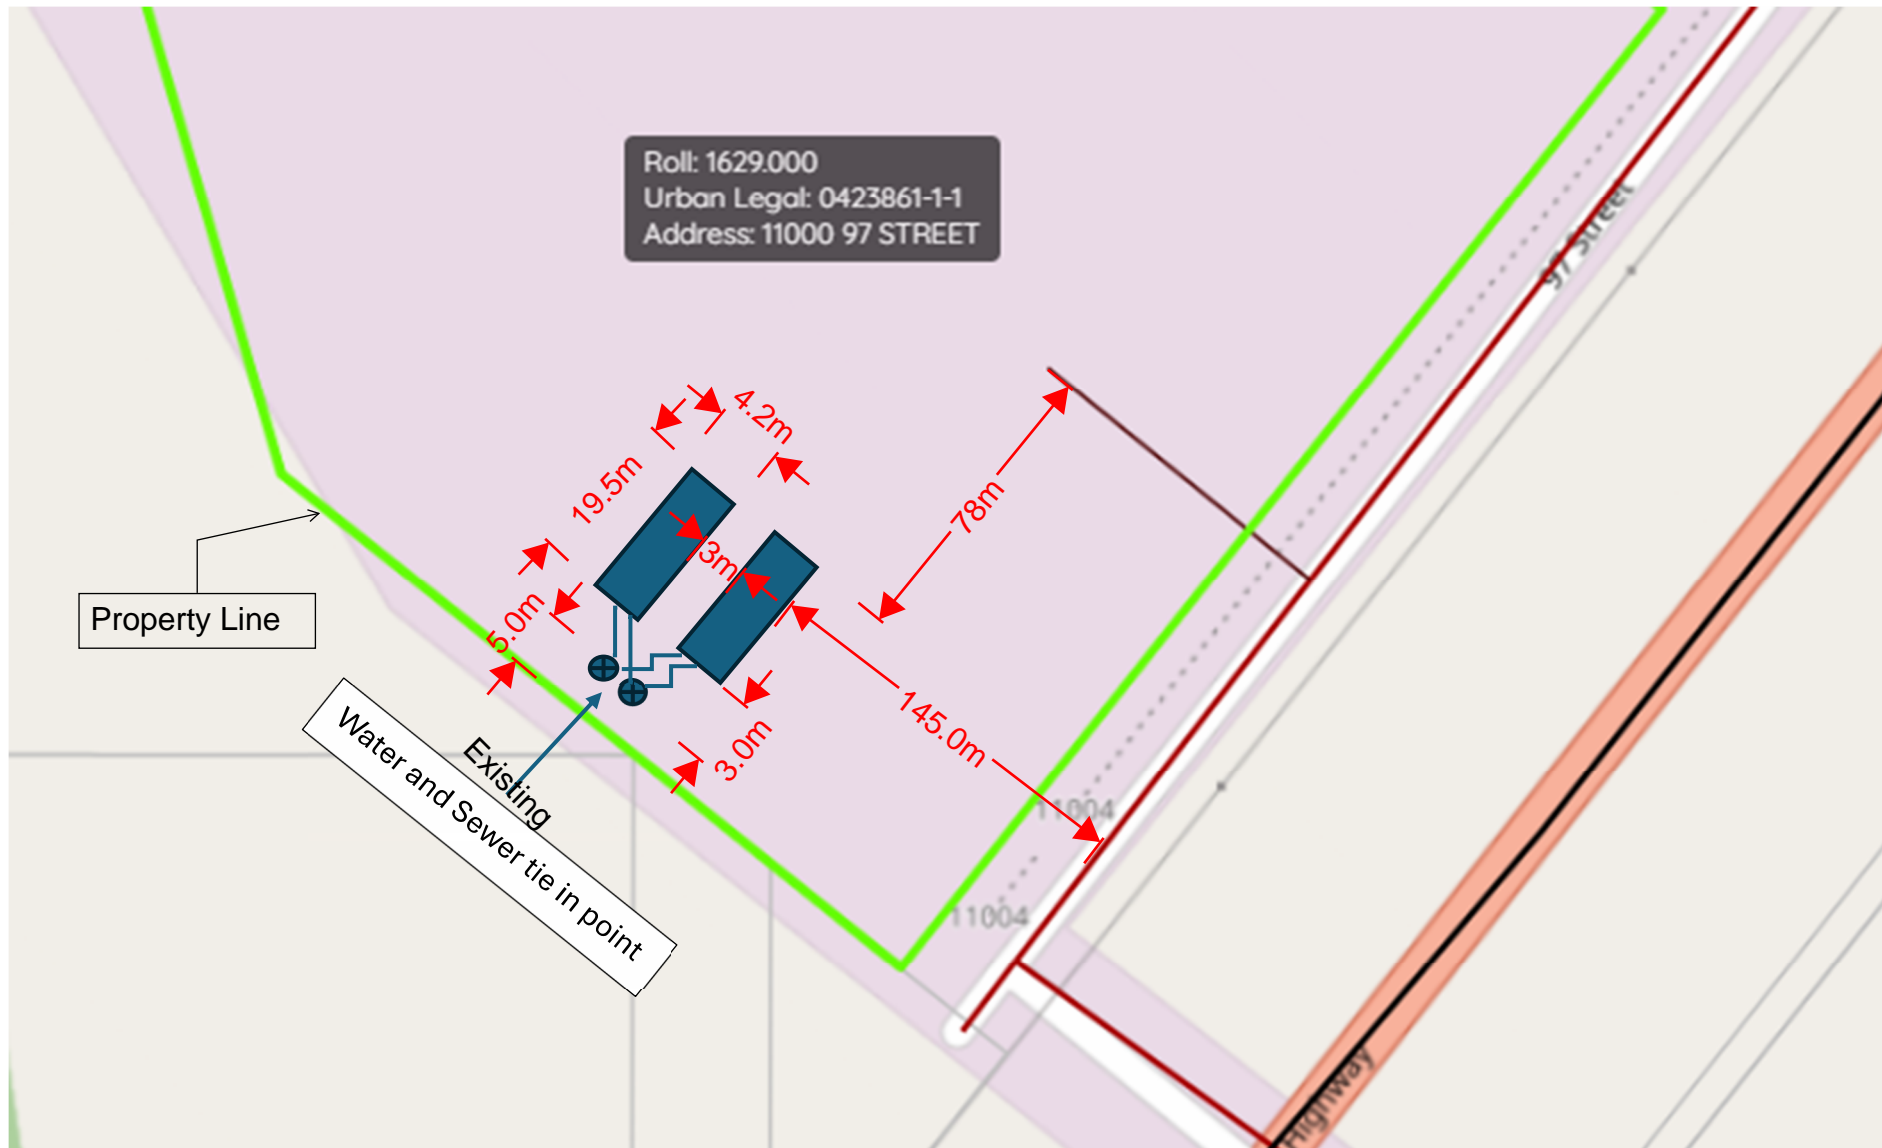 Roll: 1629.000
Urban Legal: 0423861-1-1
Address: 11000 97 STREET
97 Street
4.2m
19.5m
78m
3m
5.0m
Property Line
145.0m
3.0m
Existing
Water and Sewer tie in point
11004
11004
Highway